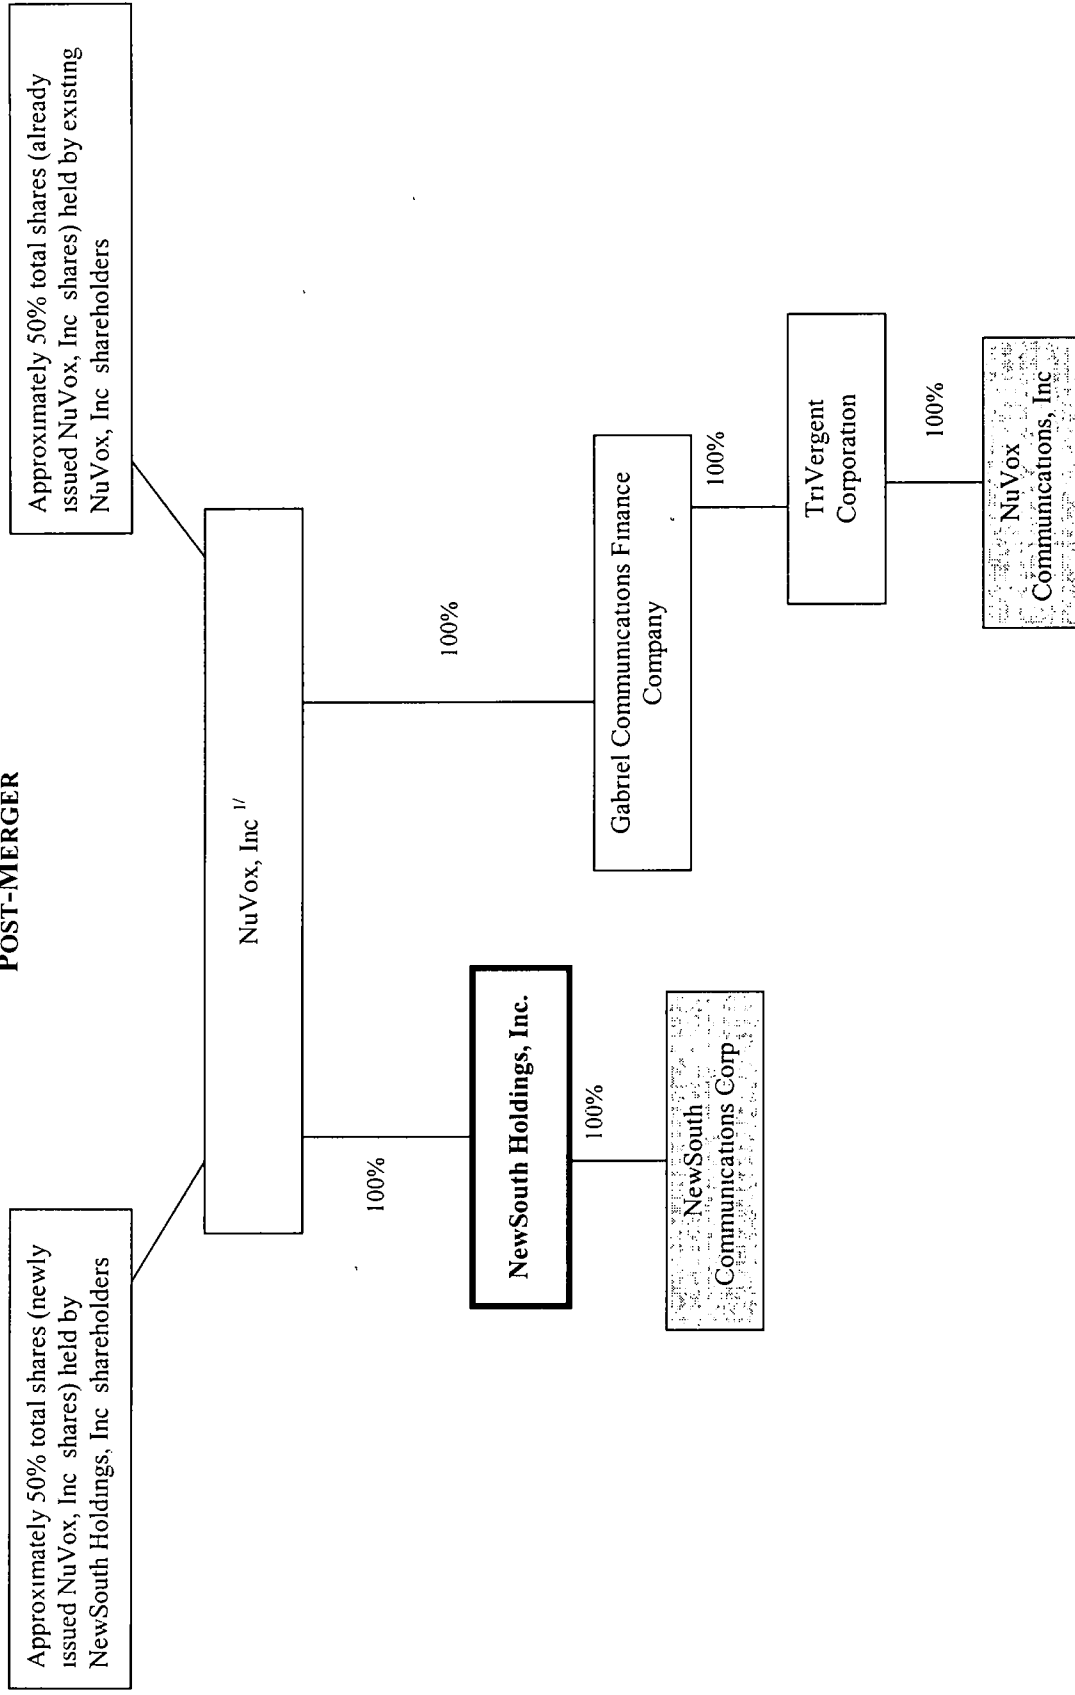 POST-MERGER
Approximately 50% total shares (newly
issued NuVox, Inc shares) held by
NewSouth Holdings, Inc shareholders
Approximately 50% total shares (already
issued NuVox, Inc shares) held by existing
NuVox, Inc shareholders
NuVox, Inc 1/
100%
100%
NewSouth Holdings, Inc.
100%
NewSouth
Communications Corp
Gabriel Communications Finance
Company
100%
TriVergent
Corporation
100%
NuVox
Communications, Inc